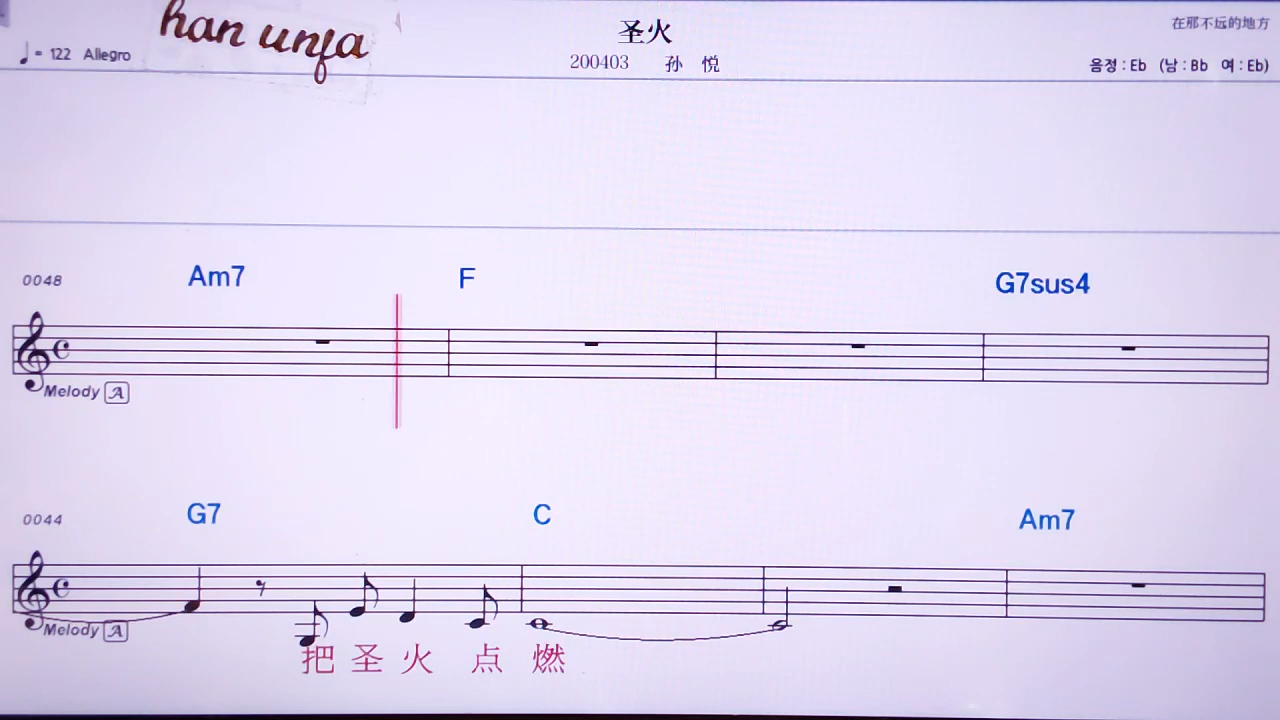 han unfa
圣火
在那不远的地方
♩= 122 Allegro
200403 孙 悦
음정 : Eb (남 : Bb 여 : Eb)
0048 Am7 F G7sus4
Melody A
0044 G7 C Am7
Melody A
把 圣 火 点 燃